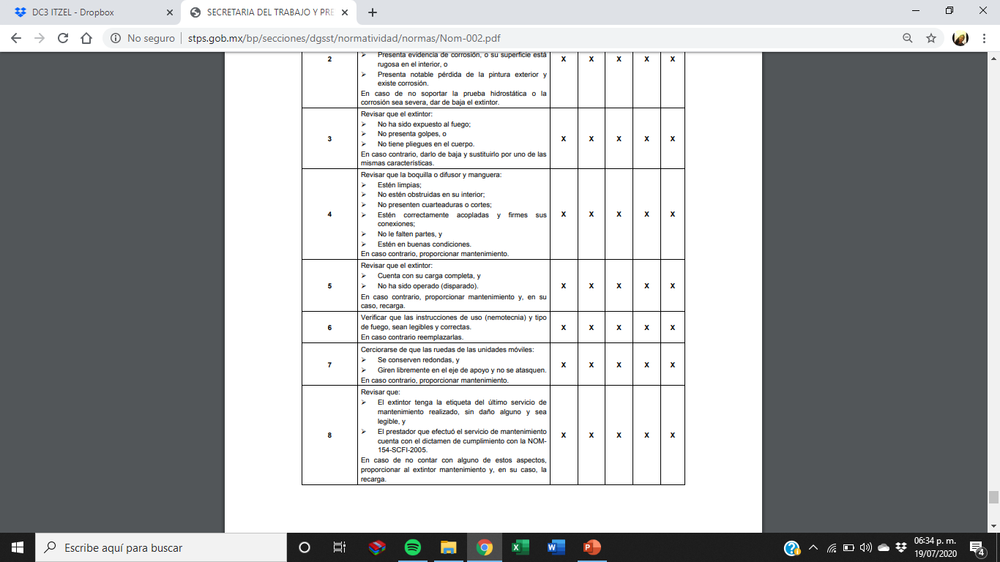 DC3 ITZEL - Dropbox
SECRETARIA DEL TRABAJO Y PRE
No seguro
stps.gob.mx/bp/secciones/dgsst/normatividad/normas/Nom-002.pdf
2
Presenta evidencia de corrosión, o su superficie está
rugosa en el interior, o
Presenta notable pérdida de la pintura exterior y
existe corrosión.
En caso de no soportar la prueba hidrostática o la
corrosión sea severa, dar de baja el extintor.
X X X X X
3
Revisar que el extintor:
No ha sido expuesto al fuego;
No presenta golpes, o
No tiene pliegues en el cuerpo.
En caso contrario, darlo de baja y sustituirlo por uno de las
mismas características.
X X X X X
4
Revisar que la boquilla o difusor y manguera:
Estén limpias;
No estén obstruidas en su interior;
No presenten cuarteaduras o cortes;
Estén correctamente acopladas y firmes sus
conexiones;
No le falten partes, y
Estén en buenas condiciones.
En caso contrario, proporcionar mantenimiento.
X X X X X
5
Revisar que el extintor:
Cuenta con su carga completa, y
No ha sido operado (disparado).
En caso contrario, proporcionar mantenimiento y, en su
caso, recarga.
X X X X X
6
Verificar que las instrucciones de uso (nemotecnia) y tipo
de fuego, sean legibles y correctas.
En caso contrario reemplazarlas.
X X X X X
7
Cerciorarse de que las ruedas de las unidades móviles:
Se conserven redondas, y
Giren libremente en el eje de apoyo y no se atasquen.
En caso contrario, proporcionar mantenimiento.
X X X X X
8
Revisar que:
El extintor tenga la etiqueta del último servicio de
mantenimiento realizado, sin daño alguno y sea
legible, y
El prestador que efectuó el servicio de mantenimiento
cuenta con el dictamen de cumplimiento con la NOM-
154-SCFI-2005.
En caso de no contar con alguno de estos aspectos,
proporcionar al extintor mantenimiento y, en su caso, la
recarga.
X X X X X
Escribe aquí para buscar
06:34 p. m.
19/07/2020
4